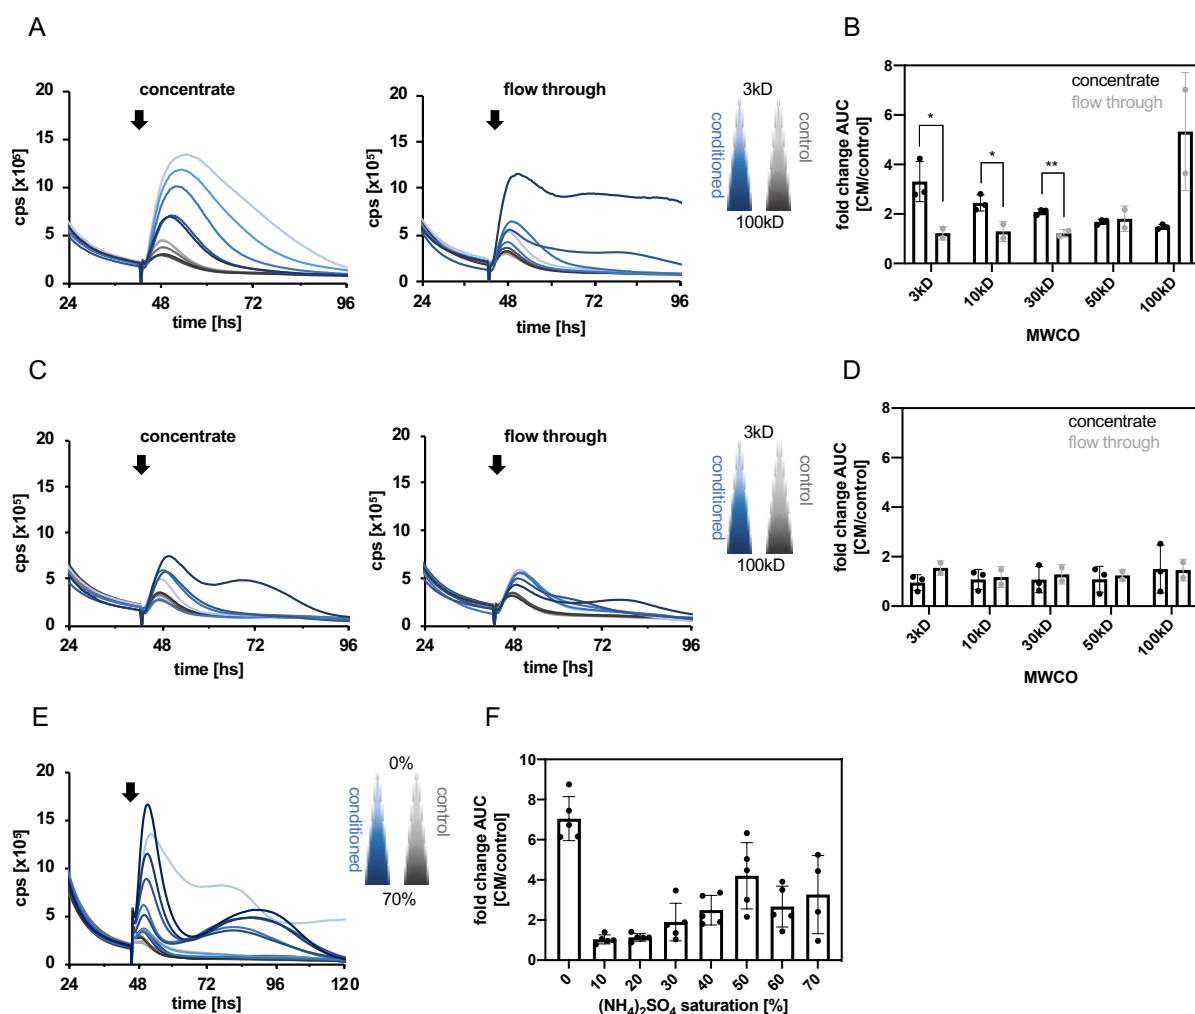 A
concentrate
cps [x10⁵]
20
15
10
5
0
24 48 72 96
time [hs]
flow through
cps [x10⁵]
20
15
10
5
0
24 48 72 96
time [hs]
3kD
conditioned
control
100kD
B
concentrate
flow through
fold change AUC
[CM/control]
8
6
4
2
0
* * **
3kD 10kD 30kD 50kD 100kD
MWCO
C
concentrate
cps [x10⁵]
20
15
10
5
0
24 48 72 96
time [hs]
flow through
cps [x10⁵]
20
15
10
5
0
24 48 72 96
time [hs]
3kD
conditioned
control
100kD
D
concentrate
flow through
fold change AUC
[CM/control]
8
6
4
2
0
3kD 10kD 30kD 50kD 100kD
MWCO
E
cps [x10⁵]
20
15
10
5
0
24 48 72 96 120
time [hs]
0%
conditioned
control
70%
F
fold change AUC
[CM/control]
10
8
6
4
2
0
0 10 20 30 40 50 60 70
(NH₄)₂SO₄ saturation [%]